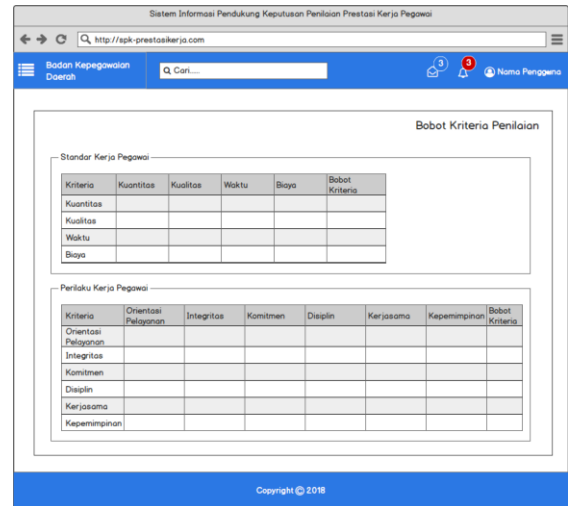 Sistem Informasi Pendukung Keputusan Penilaian Prestasi Kerja Pegawai
http://spk-prestasikerja.com
Badan Kepegawaian
Daerah
Cari.....
3
3
Nama Pengguna
Bobot Kriteria Penilaian
Standar Kerja Pegawai
Kriteria Kuantitas Kualitas Waktu Biaya Bobot
Kriteria
Kuantitas
Kualitas
Waktu
Biaya
Perilaku Kerja Pegawai
Kriteria Orientasi Integritas Komitmen Disiplin Kerjasama Kepemimpinan Bobot
Pelayanan Kriteria
Orientasi
Pelayanan
Integritas
Komitmen
Disiplin
Kerjasama
Kepemimpinan
Copyright © 2018